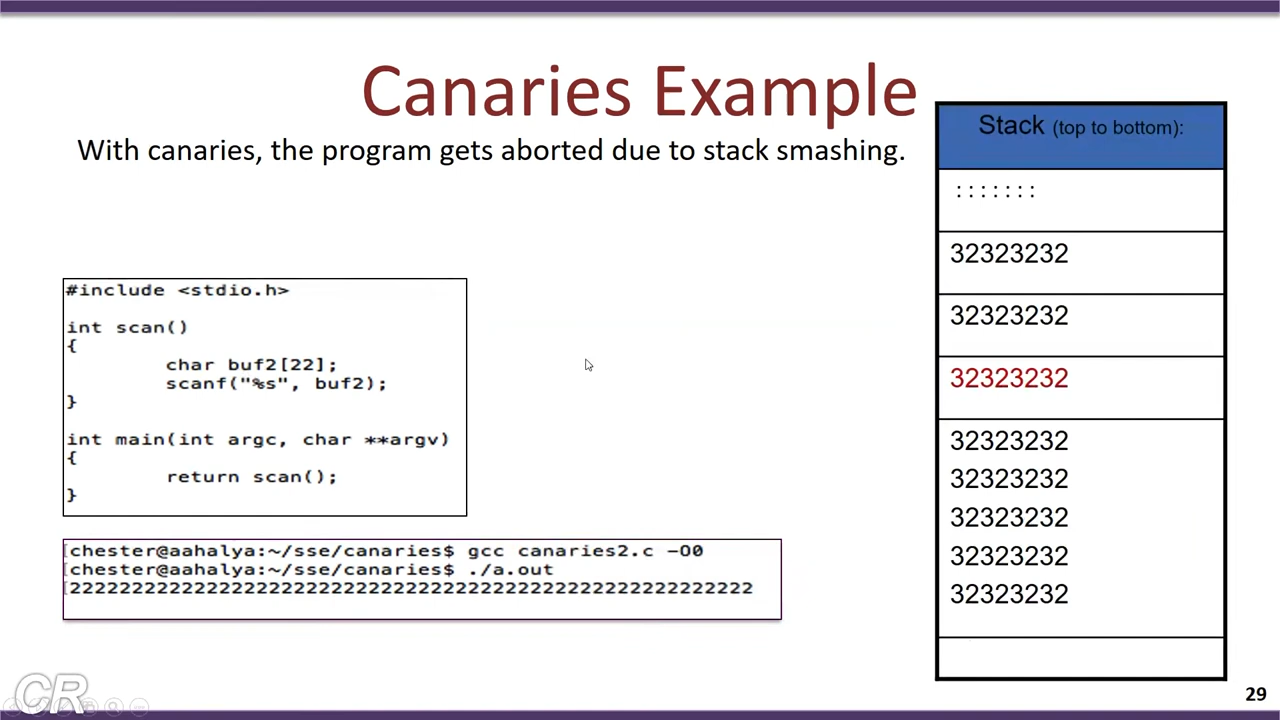 Canaries Example
With canaries, the program gets aborted due to stack smashing.
Stack (top to bottom):
: : : : : : :
32323232
32323232
32323232
32323232
32323232
32323232
32323232
32323232
#include <stdio.h>
int scan()
{
char buf2[22];
scanf("%s", buf2);
}
int main(int argc, char **argv)
{
return scan();
}
[chester@aahalya:~/sse/canaries$ gcc canaries2.c -O0
[chester@aahalya:~/sse/canaries$ ./a.out
[2222222222222222222222222222222222222222222222222222222
CR
29